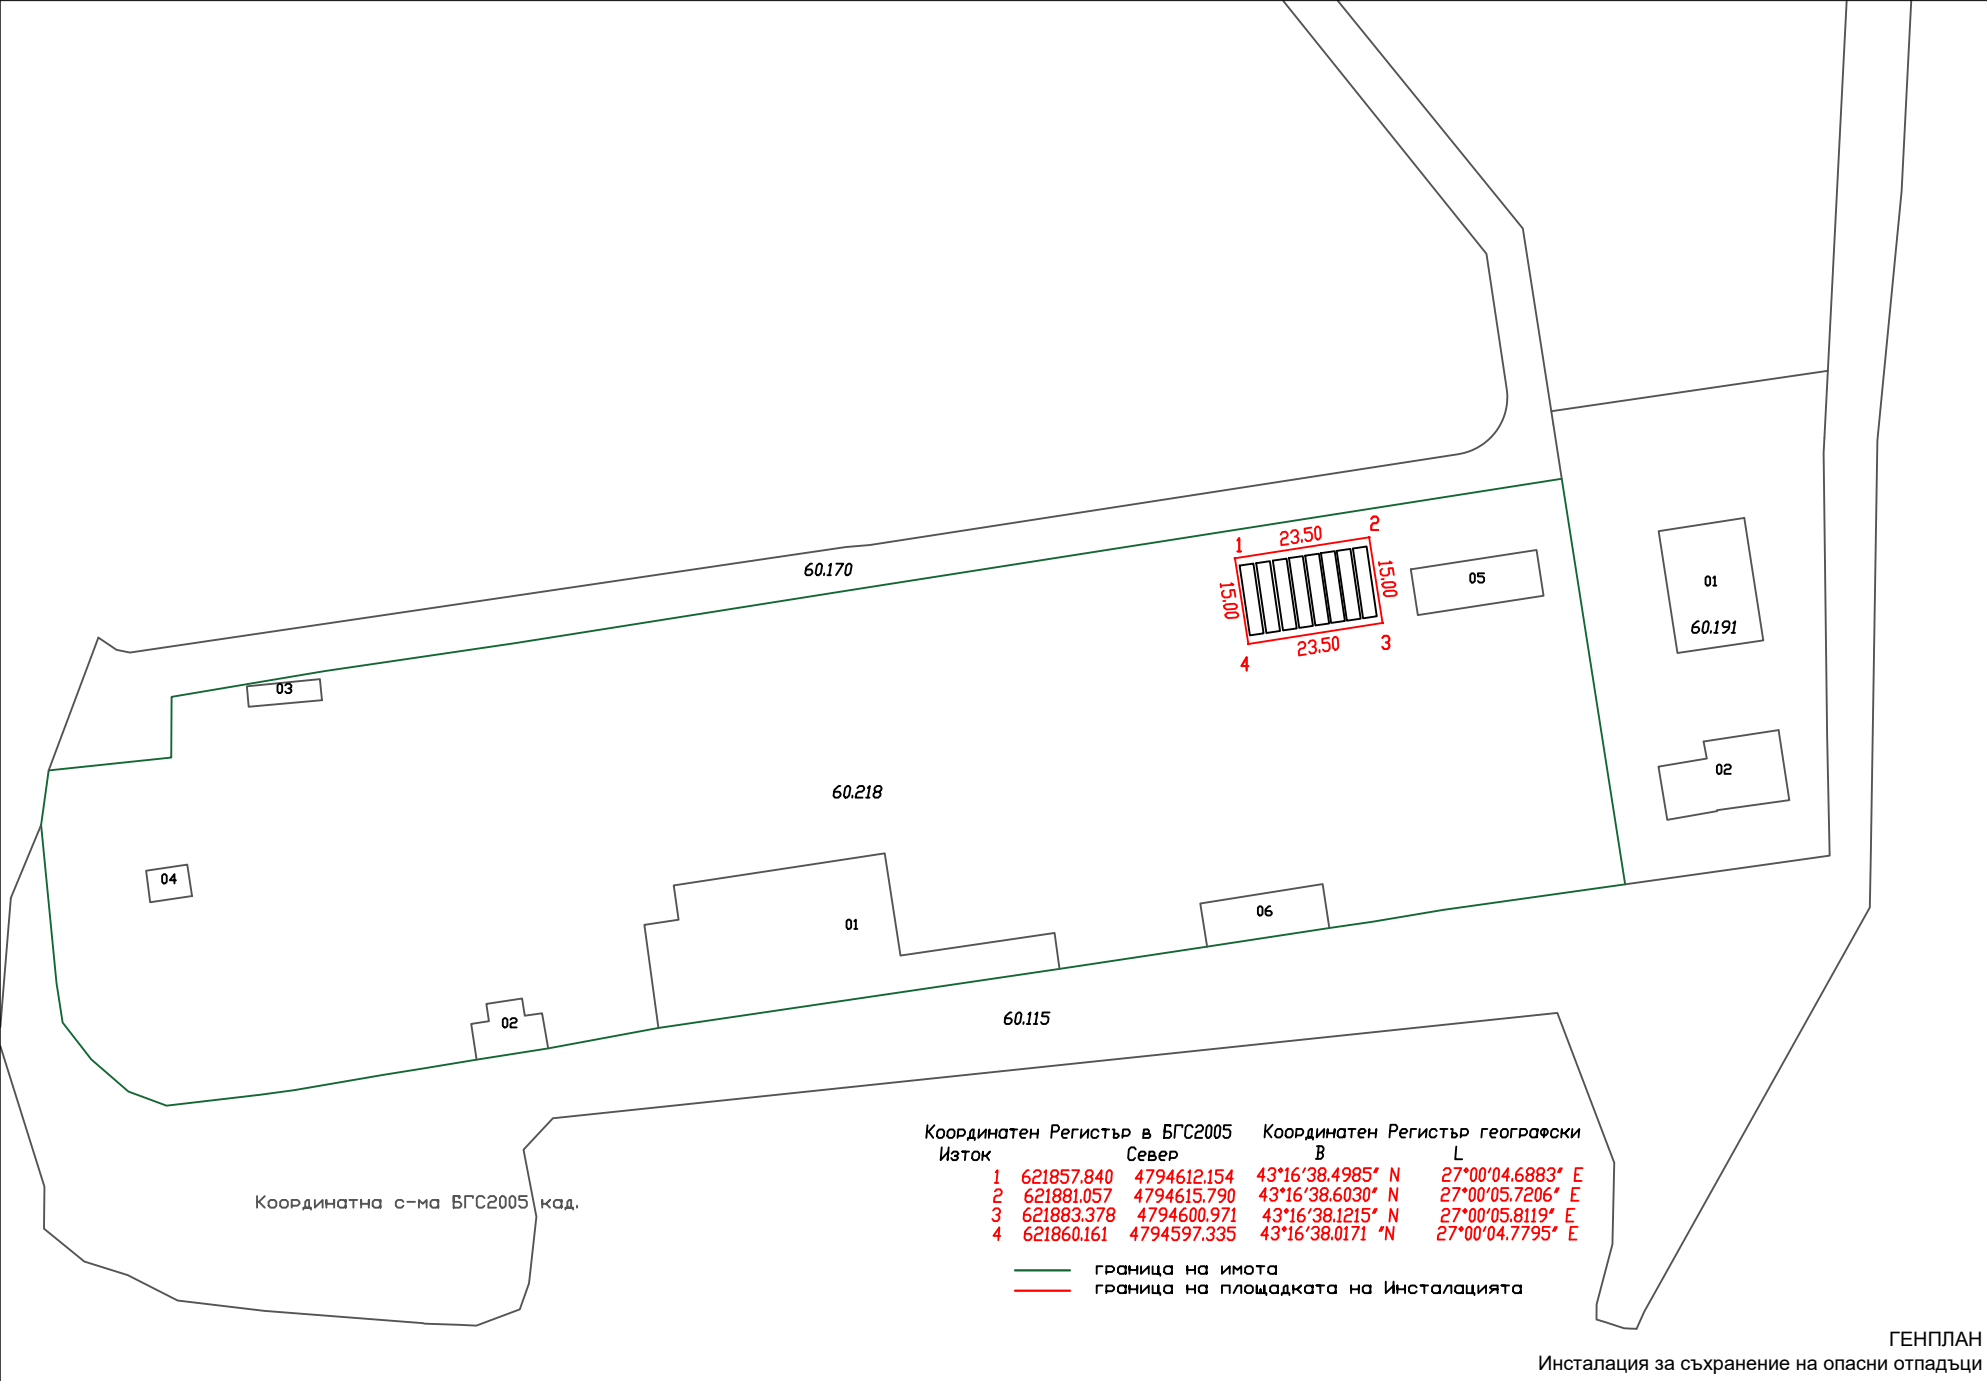 1
23.50
2
15.00
15.00
23.50
3
4
05
01
60.191
60.170
03
02
60.218
04
01
06
02
60.115
Координатен Регистър в БГС2005 Координатен Регистър географски
Изток Север B L
1 621857.840 4794612.154 43°16'38.4985" N 27°00'04.6883" E
2 621881.057 4794615.790 43°16'38.6030" N 27°00'05.7206" E
3 621883.378 4794600.971 43°16'38.1215" N 27°00'05.8119" E
4 621860.161 4794597.335 43°16'38.0171 "N 27°00'04.7795" E
Координатна с-ма БГС2005 кад.
граница на имота
граница на площадката на Инсталацията
ГЕНПЛАН
Инсталация за съхранение на опасни отпадъци